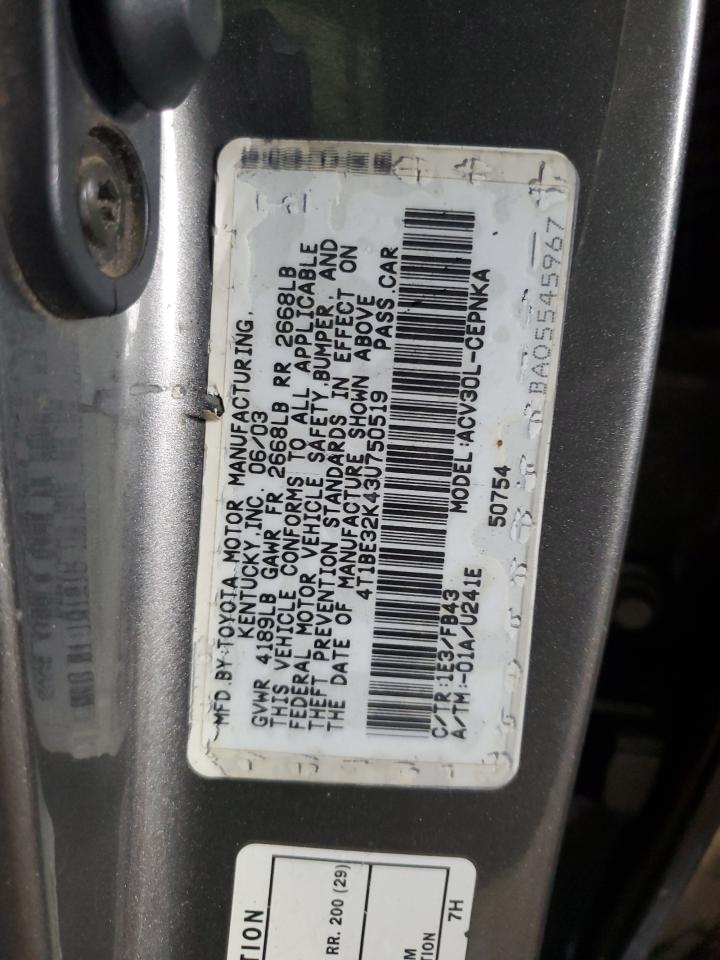 MFD.BY:TOYOTA MOTOR MANUFACTURING,
KENTUCKY,INC. 06/03
GVWR 4189LB GAWR FR 2668LB RR 2668LB
THIS VEHICLE CONFORMS TO ALL APPLICABLE
FEDERAL MOTOR VEHICLE SAFETY,BUMPER, AND
THEFT PREVENTION STANDARDS IN EFFECT ON
THE DATE OF MANUFACTURE SHOWN ABOVE
4T1BE32K43U750519 PASS.CAR
C/TR:1E3/FB43 MODEL:ACV30L-CEPNKA
A/TM:-01A/U241E 50754
BA05545967
TION
RR. 200 (29)
M
TION
7H